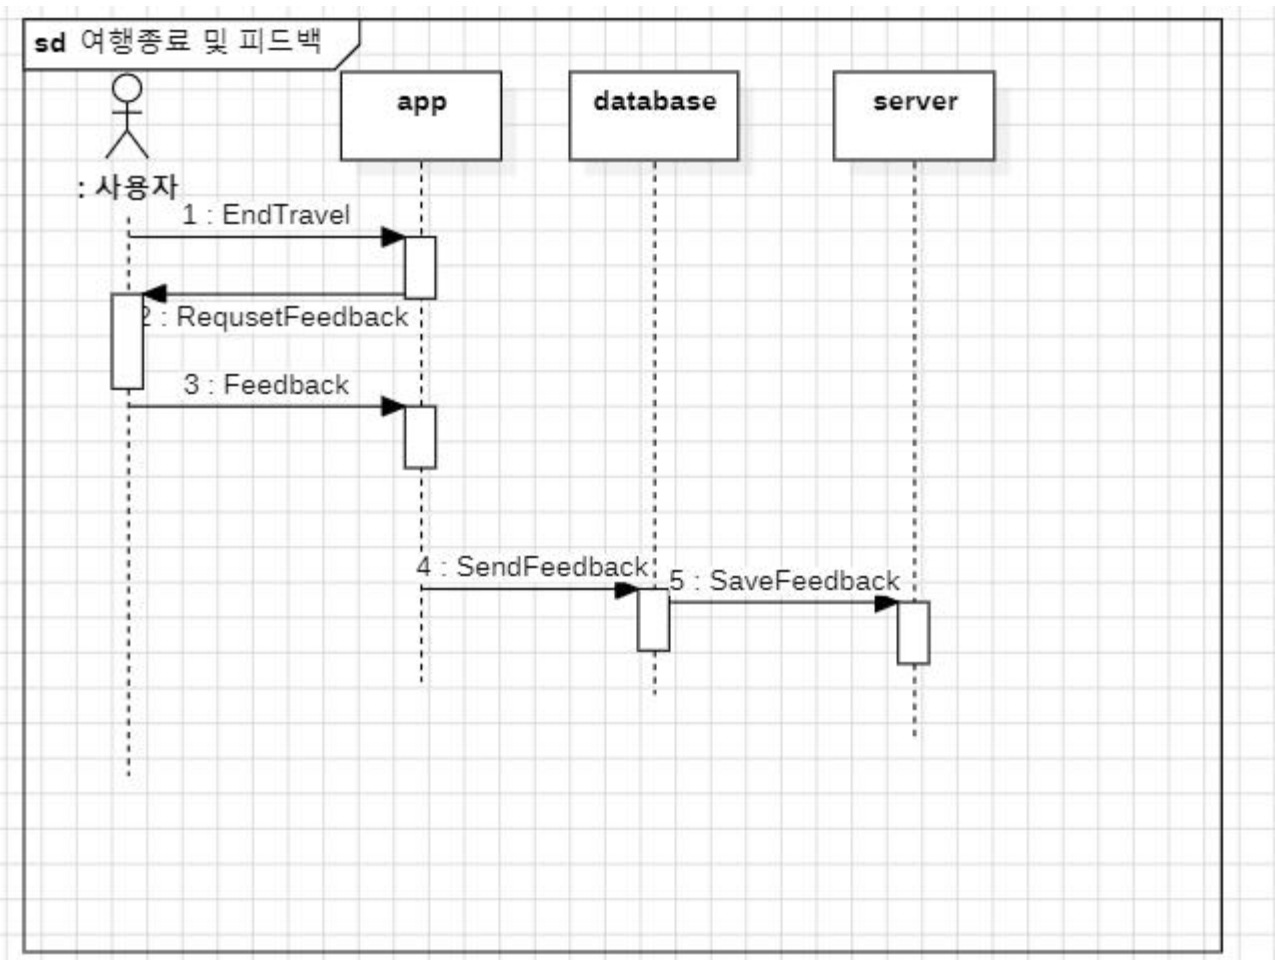 sd 여행종료 및 피드백
app
database
server
: 사용자
1 : EndTravel
2 : RequsetFeedback
3 : Feedback
4 : SendFeedback
5 : SaveFeedback